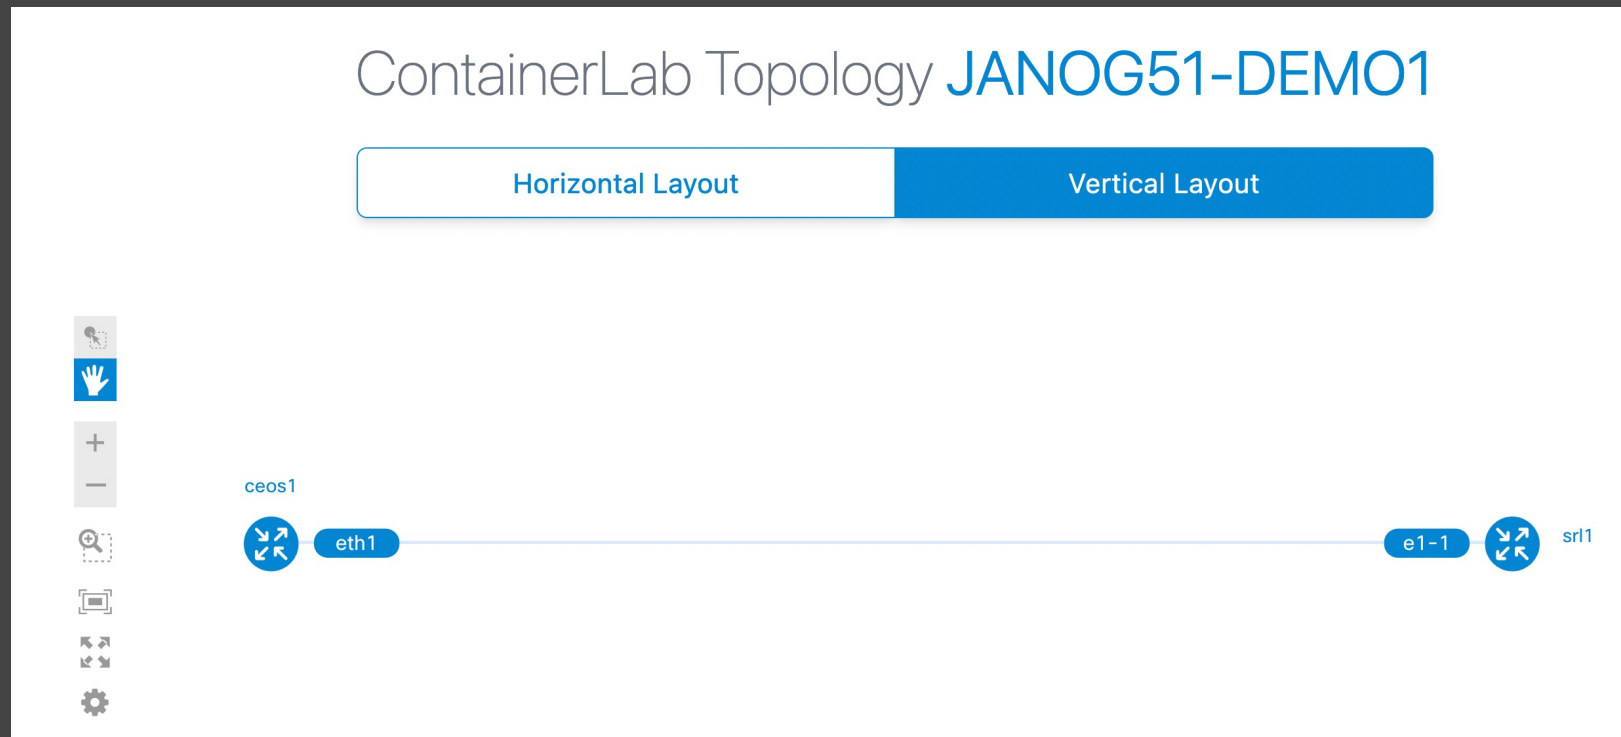 ContainerLab Topology JANOG51-DEMO1
Horizontal Layout
Vertical Layout
ceos1
eth1
e1-1
srl1